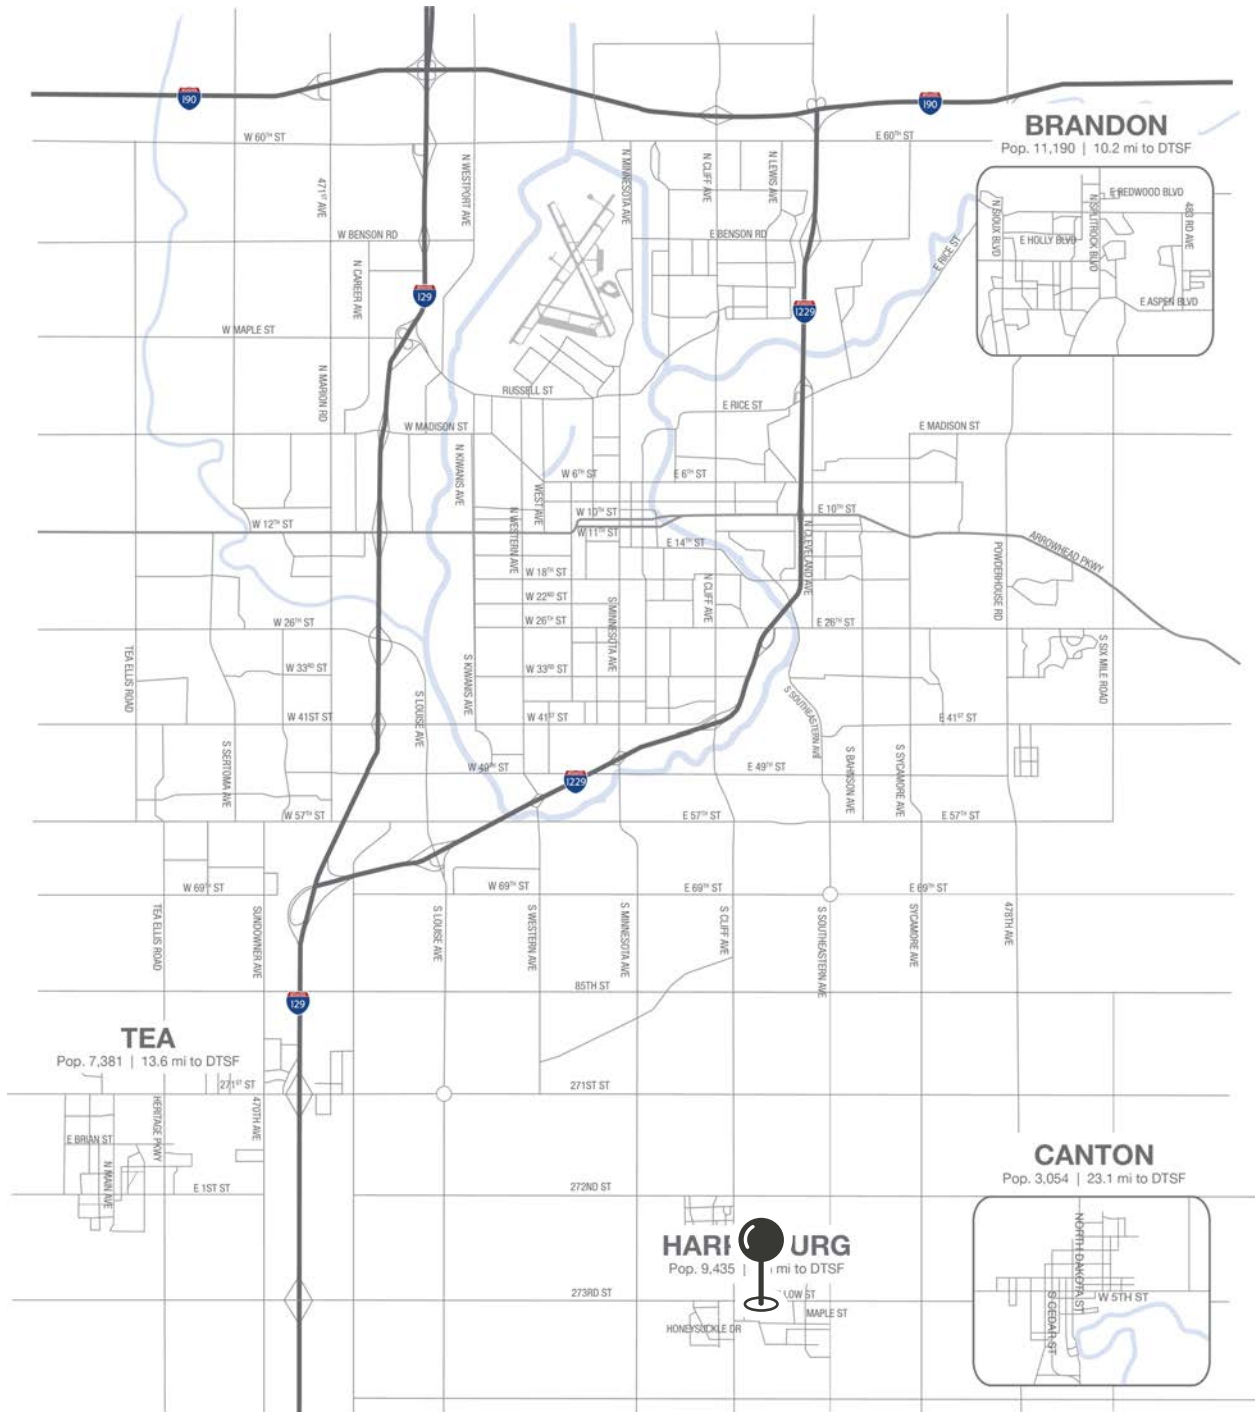 190
190
W 60TH ST
E 60TH ST
BRANDON
Pop. 11,190 | 10.2 mi to DTSF
N WESTPORT AVE
N MINNESOTA AVE
N CLIFF AVE
N LEWIS AVE
471ST AVE
E REDWOOD BLVD
N SIOUX BLVD
N SPLITROCK BLVD
483 RD AVE
E HOLLY BLVD
E ASPEN BLVD
W BENSON RD
E BENSON RD
E RICE ST
N CAREER AVE
129
1229
W MAPLE ST
N MARION RD
RUSSELL ST
E RICE ST
W MADISON ST
E MADISON ST
N KIWANIS AVE
W 6TH ST
E 6TH ST
WEST AVE
N WESTERN AVE
W 10TH ST
E 10TH ST
W 12TH ST
W 11TH ST
E 14TH ST
N CLEVELAND AVE
ARROWHEAD PKWY
POWDERHOUSE RD
W 18TH ST
N CLIFF AVE
W 22ND ST
S MINNESOTA AVE
W 26TH ST
W 26TH ST
E 26TH ST
TEA ELLIS ROAD
S SIX MILE ROAD
W 33RD ST
S KIWANIS AVE
W 33RD ST
S LOUISE AVE
S SOUTHEASTERN AVE
W 41ST ST
W 41ST ST
E 41ST ST
S SERTOMA AVE
S BAHNSON AVE
S SYCAMORE AVE
W 49TH ST
E 49TH ST
1229
W 57TH ST
E 57TH ST
E 57TH ST
W 69TH ST
W 69TH ST
E 69TH ST
E 69TH ST
TEA ELLIS ROAD
SUNDOWNER AVE
S LOUISE AVE
S WESTERN AVE
S MINNESOTA AVE
S CLIFF AVE
S SOUTHEASTERN AVE
SYCAMORE AVE
478TH AVE
85TH ST
129
TEA
Pop. 7,381 | 13.6 mi to DTSF
271ST ST
271ST ST
HERITAGE PKWY
470TH AVE
E BRIAN ST
N MAIN AVE
E 1ST ST
272ND ST
CANTON
Pop. 3,054 | 23.1 mi to DTSF
NORTH DAKOTA ST
W 5TH ST
S CEDAR ST
Pop. 9,435 | mi to DTSF
273RD ST
MAPLE ST
HONEYSUCKLE DR